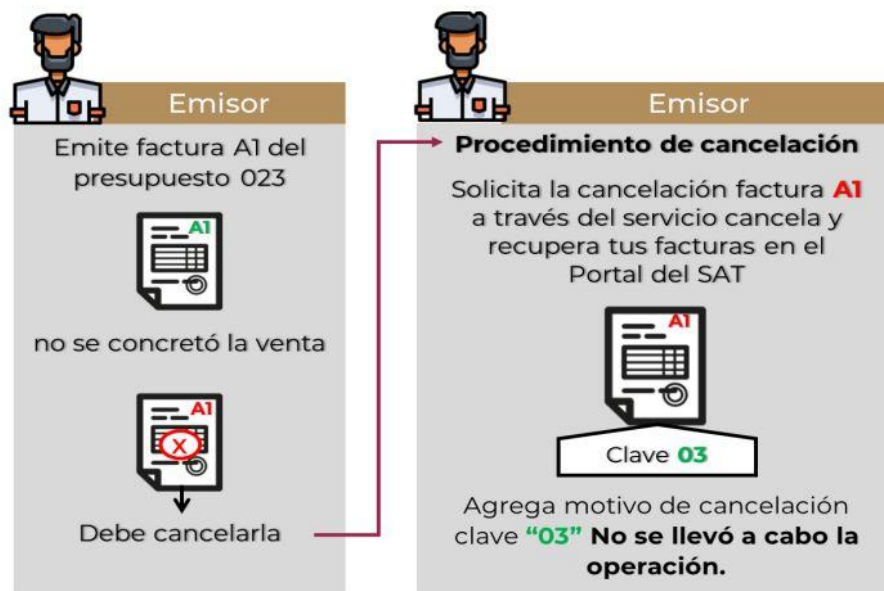 Emisor
Emite factura A1 del
presupuesto 023
A1
no se concretó la venta
A1
X
Debe cancelarla
Emisor
Procedimiento de cancelación
Solicita la cancelación factura A1
a través del servicio cancela y
recupera tus facturas en el
Portal del SAT
A1
Clave 03
Agrega motivo de cancelación
clave “03” No se llevó a cabo la
operación.